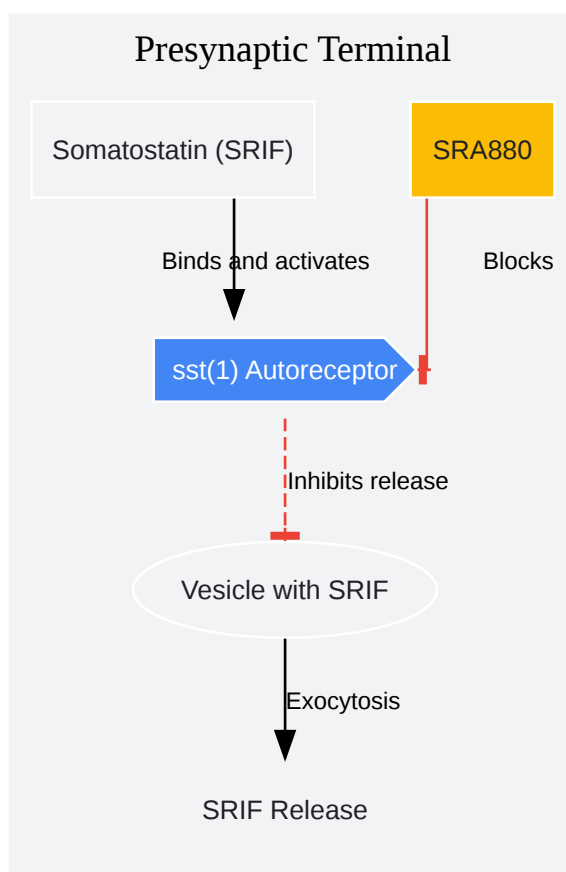 Presynaptic Terminal
Somatostatin (SRIF)
SRA880
Binds and activates
Blocks
sst(1) Autoreceptor
Inhibits release
Vesicle with SRIF
Exocytosis
SRIF Release